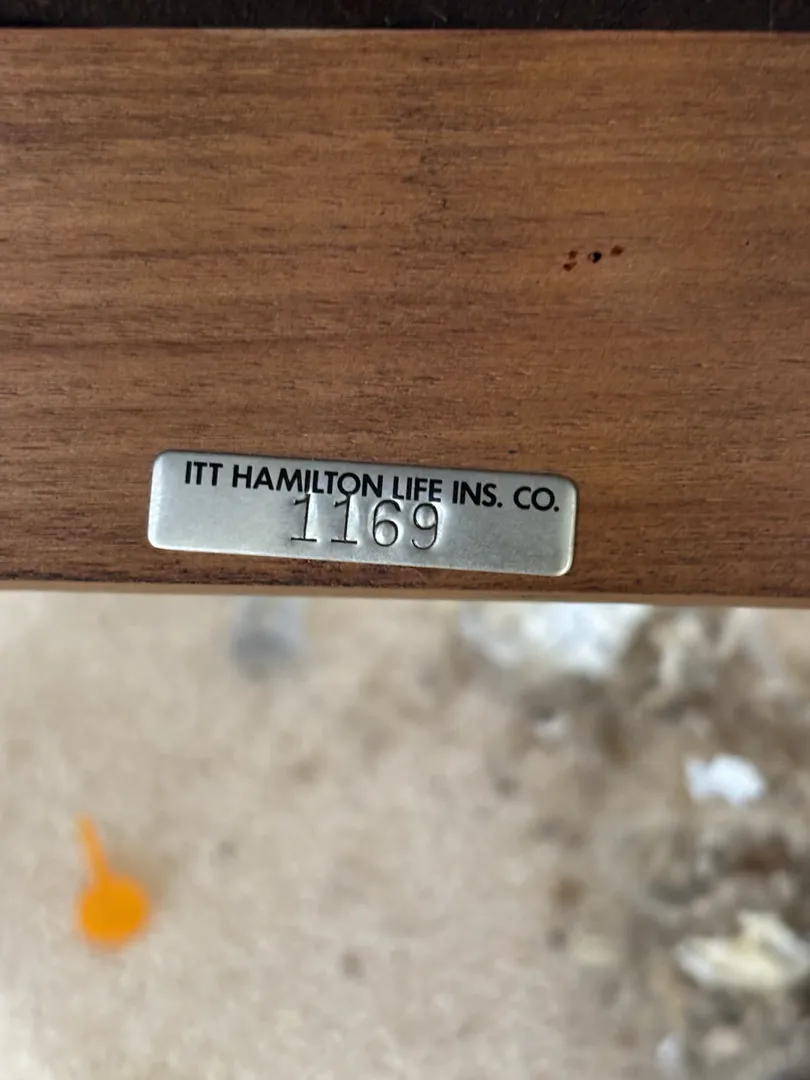 ITT HAMILTON LIFE INS. CO.
1169